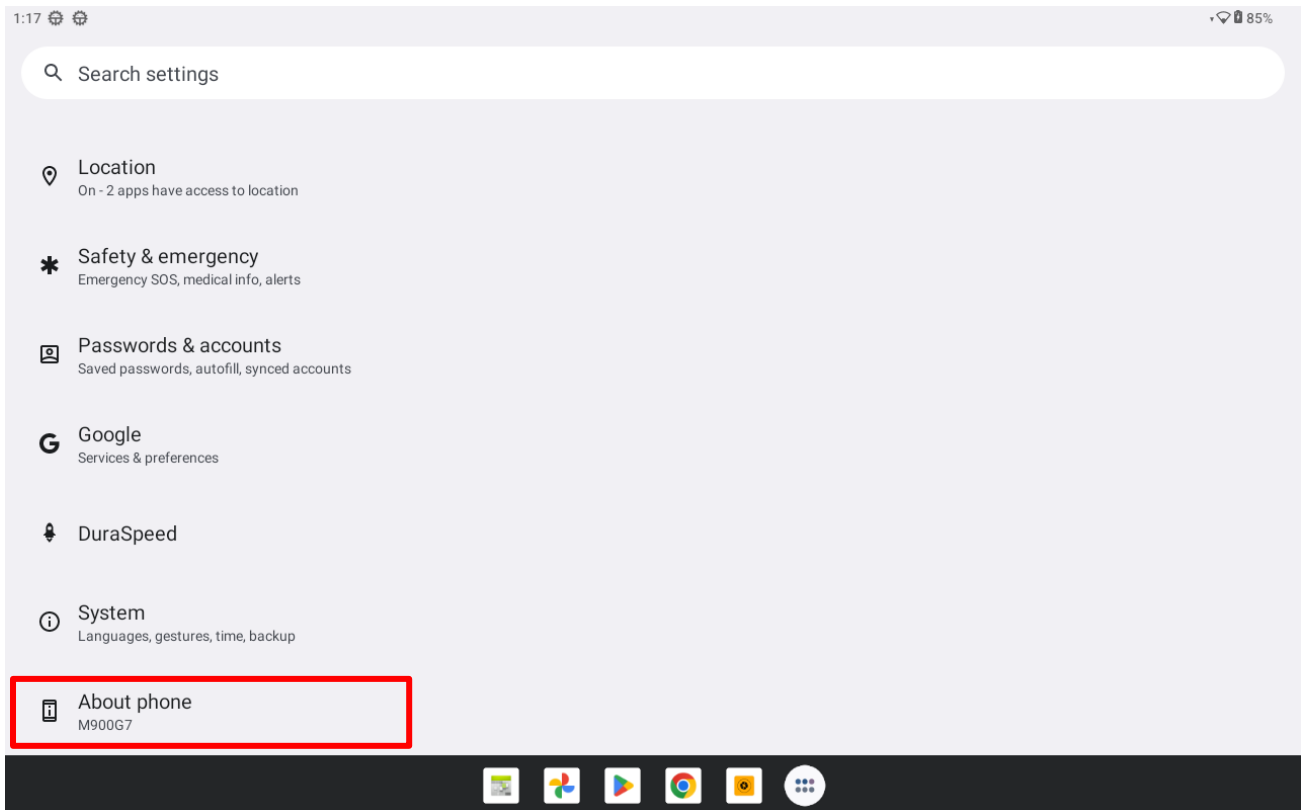 1:17
85%
Search settings
Location
On - 2 apps have access to location
Safety & emergency
Emergency SOS, medical info, alerts
Passwords & accounts
Saved passwords, autofill, synced accounts
Google
Services & preferences
DuraSpeed
System
Languages, gestures, time, backup
About phone
M900G7